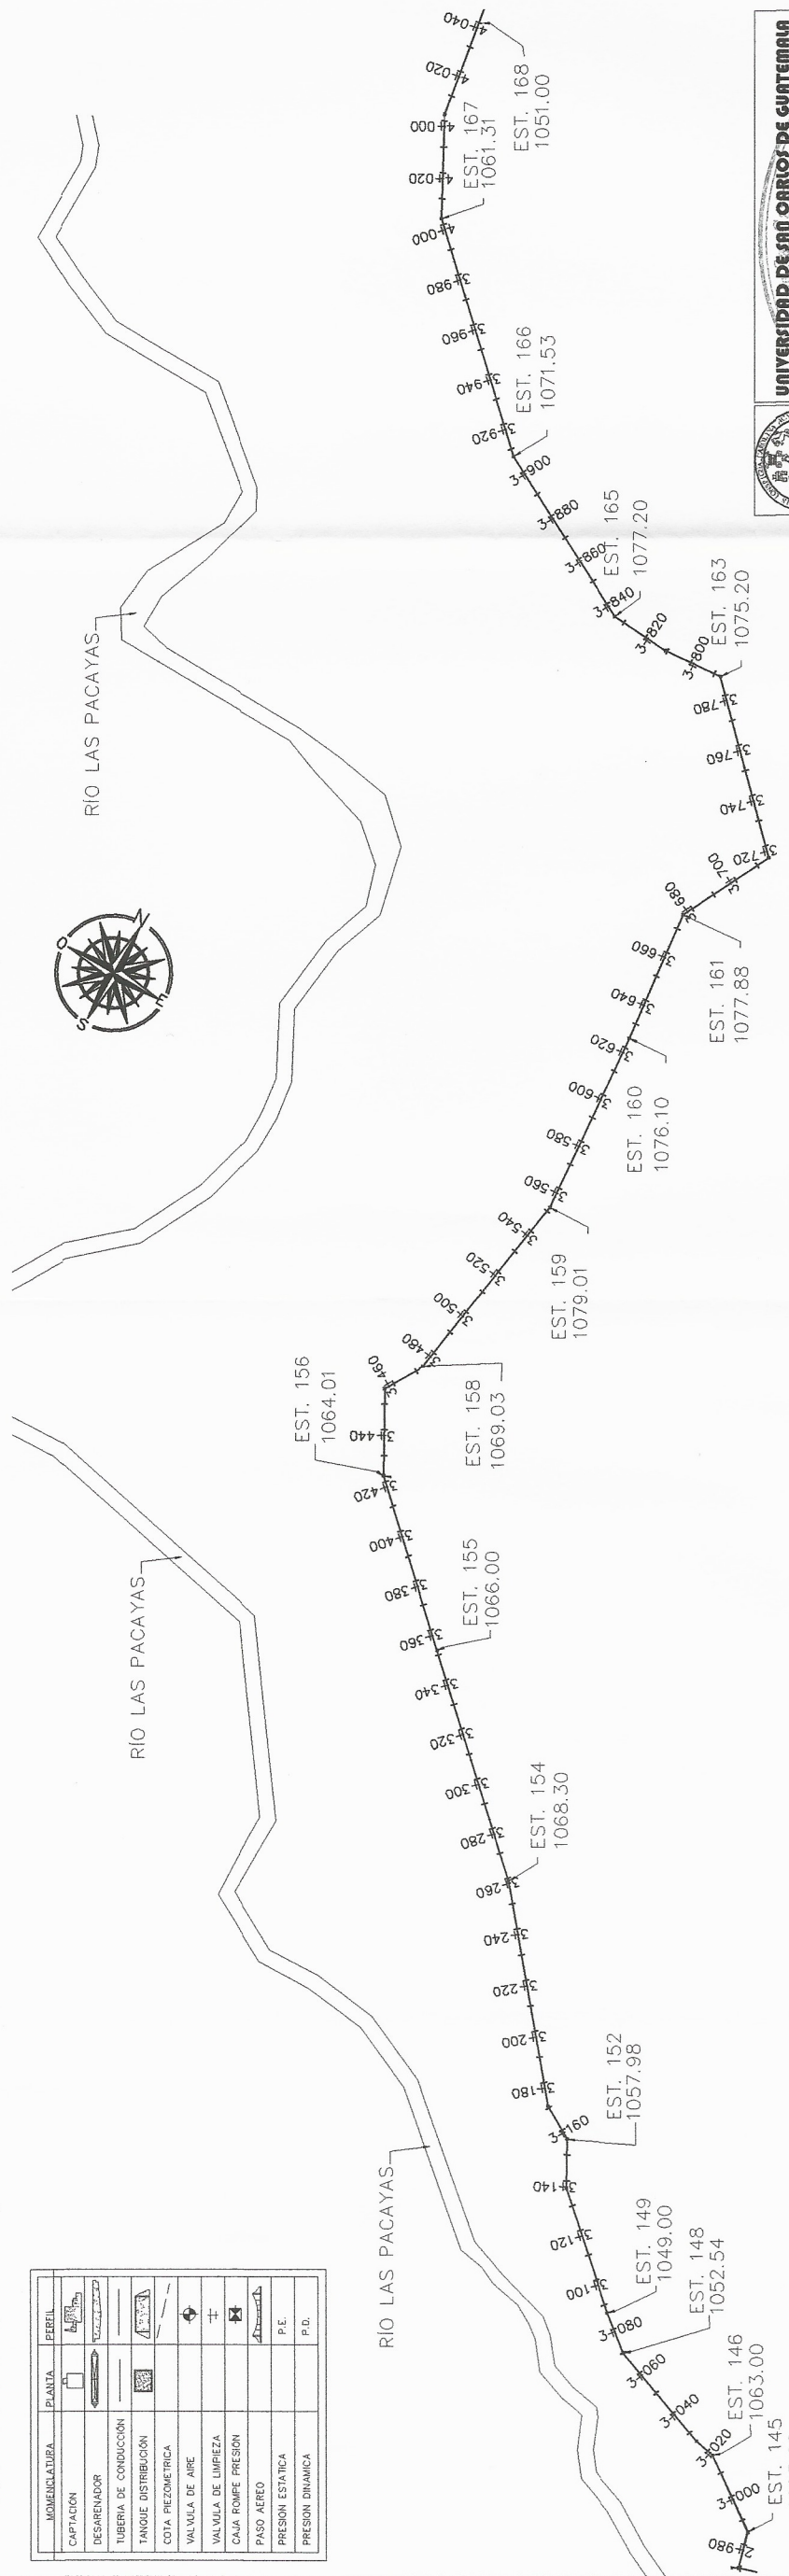 MOMENCLATURA PLANTA PERFIL
CAPTACIÓN
DESARENADOR
TUBERIA DE CONDUCCIÓN
TANQUE DISTRIBUCIÓN
COTA PIEZOMETRICA
VALVULA DE AIRE
VALVULA DE LIMPIEZA
CAJA ROMPE PRESIÓN
PASO AEREO
PRESION ESTATICA P.E.
PRESION DINAMICA P.D.
RÍO LAS PACAYAS
RÍO LAS PACAYAS
RÍO LAS PACAYAS
S
O
E
N
2+980
3+000
3+020
3+040
3+060
3+080
3+100
3+120
3+140
3+160
3+180
3+200
3+220
3+240
3+260
3+280
3+300
3+320
3+340
3+360
3+380
3+400
3+420
3+440
3+460
3+480
3+500
3+520
3+540
3+560
3+580
3+600
3+620
3+640
3+660
3+680
3+700
3+720
3+740
3+760
3+780
3+800
3+820
3+840
3+860
3+880
3+900
3+920
3+940
3+960
3+980
4+000
4+020
4+000
4+020
4+040
EST. 145
EST. 146
1063.00
EST. 148
1052.54
EST. 149
1049.00
EST. 152
1057.98
EST. 154
1068.30
EST. 155
1066.00
EST. 156
1064.01
EST. 158
1069.03
EST. 159
1079.01
EST. 160
1076.10
EST. 161
1077.88
EST. 163
1075.20
EST. 165
1077.20
EST. 166
1071.53
EST. 167
1061.31
EST. 168
1051.00
UNIVERSIDAD DE SAN CARLOS DE GUATEMALA